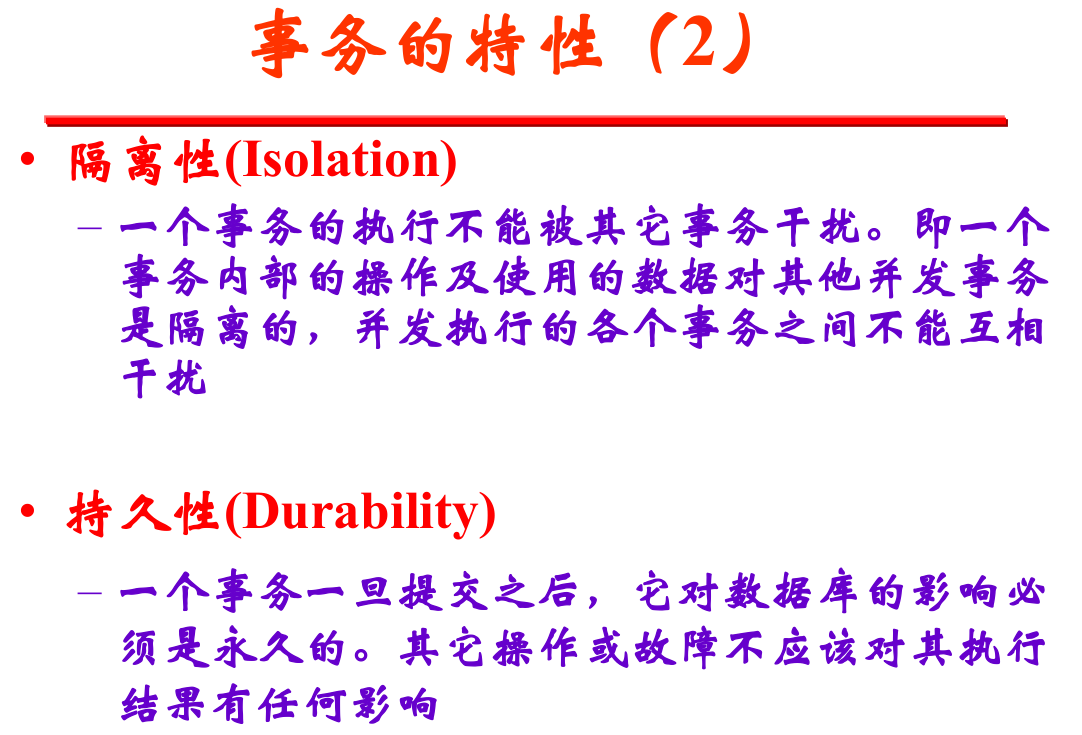 事务的特性（2）
• 隔离性(Isolation)
– 一个事务的执行不能被其它事务干扰。即一个
事务内部的操作及使用的数据对其他并发事务
是隔离的，并发执行的各个事务之间不能互相
干扰
• 持久性(Durability)
– 一个事务一旦提交之后，它对数据库的影响必
须是永久的。其它操作或故障不应该对其执行
结果有任何影响